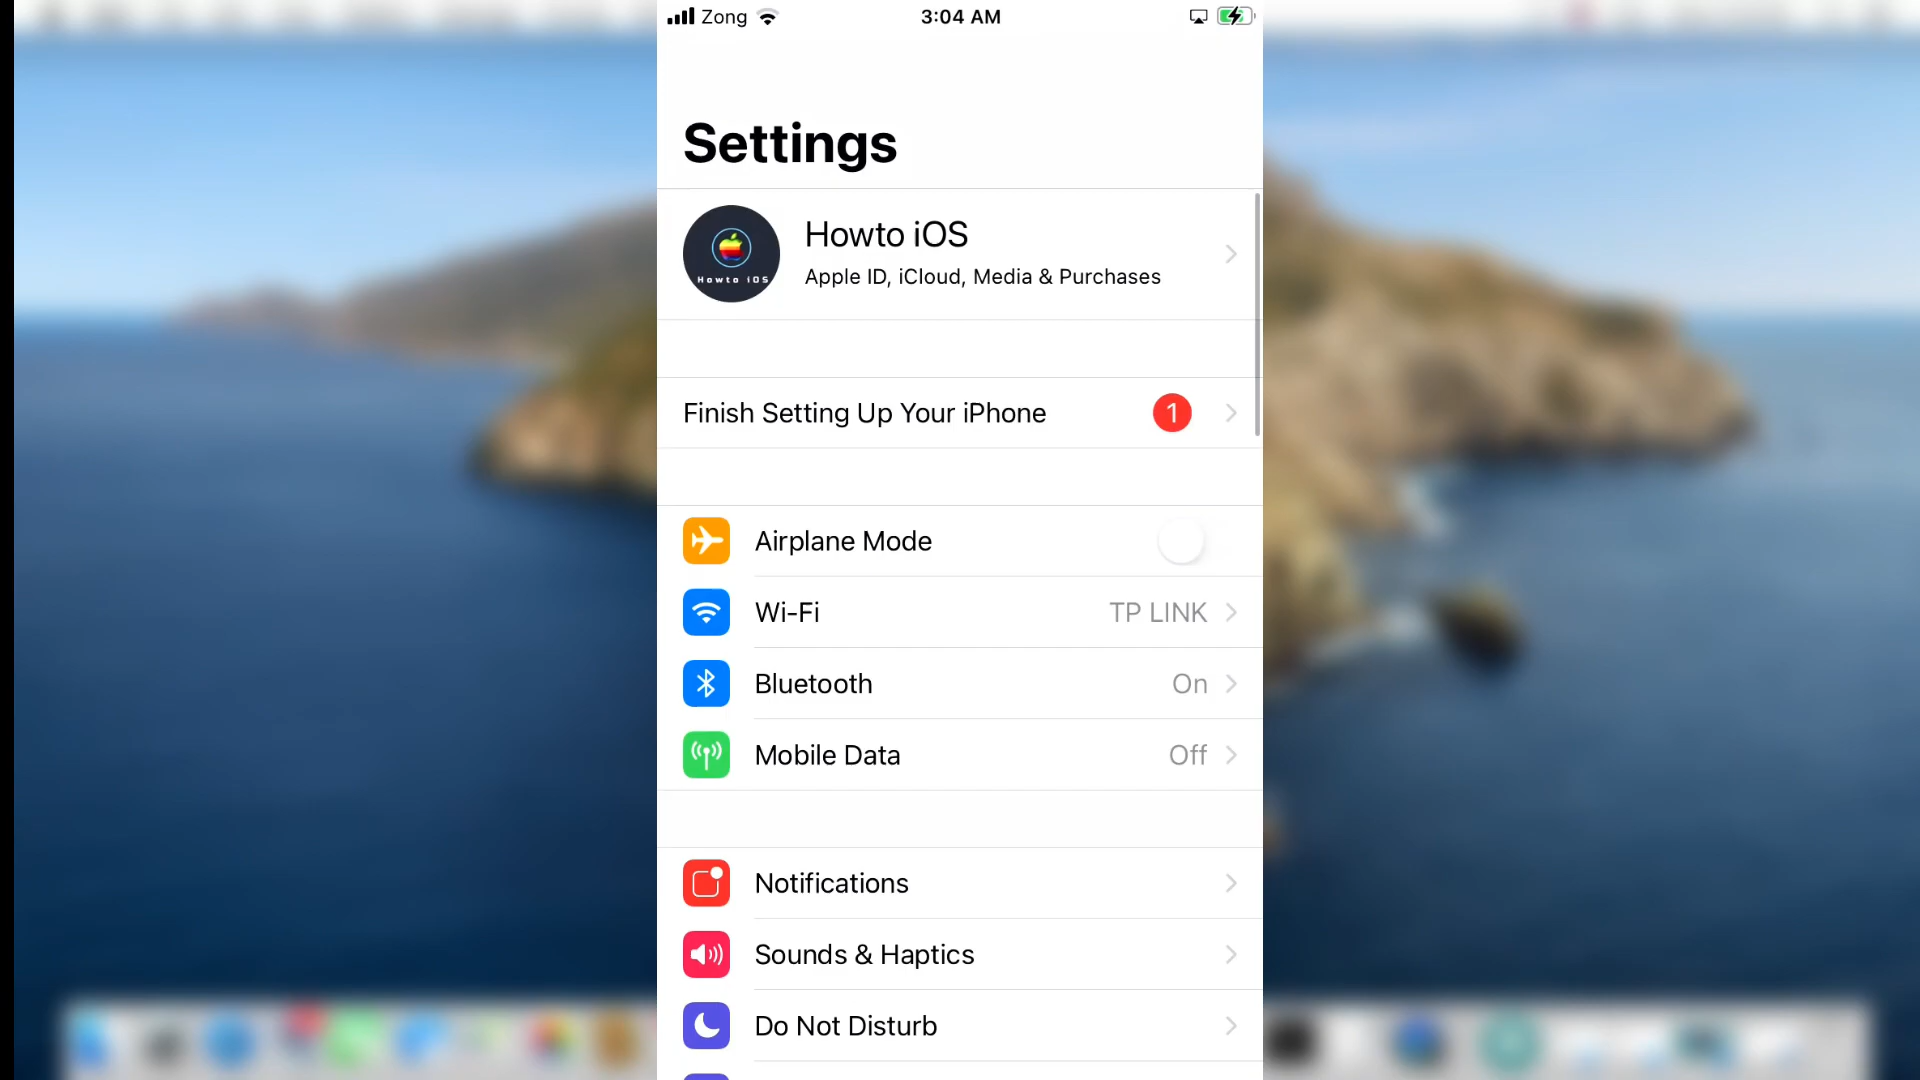 Zong 3:04 AM
Settings
Howto iOS
Howto iOS
Apple ID, iCloud, Media & Purchases
Finish Setting Up Your iPhone 1
Airplane Mode
Wi-Fi TP LINK
Bluetooth On
Mobile Data Off
Notifications
Sounds & Haptics
Do Not Disturb